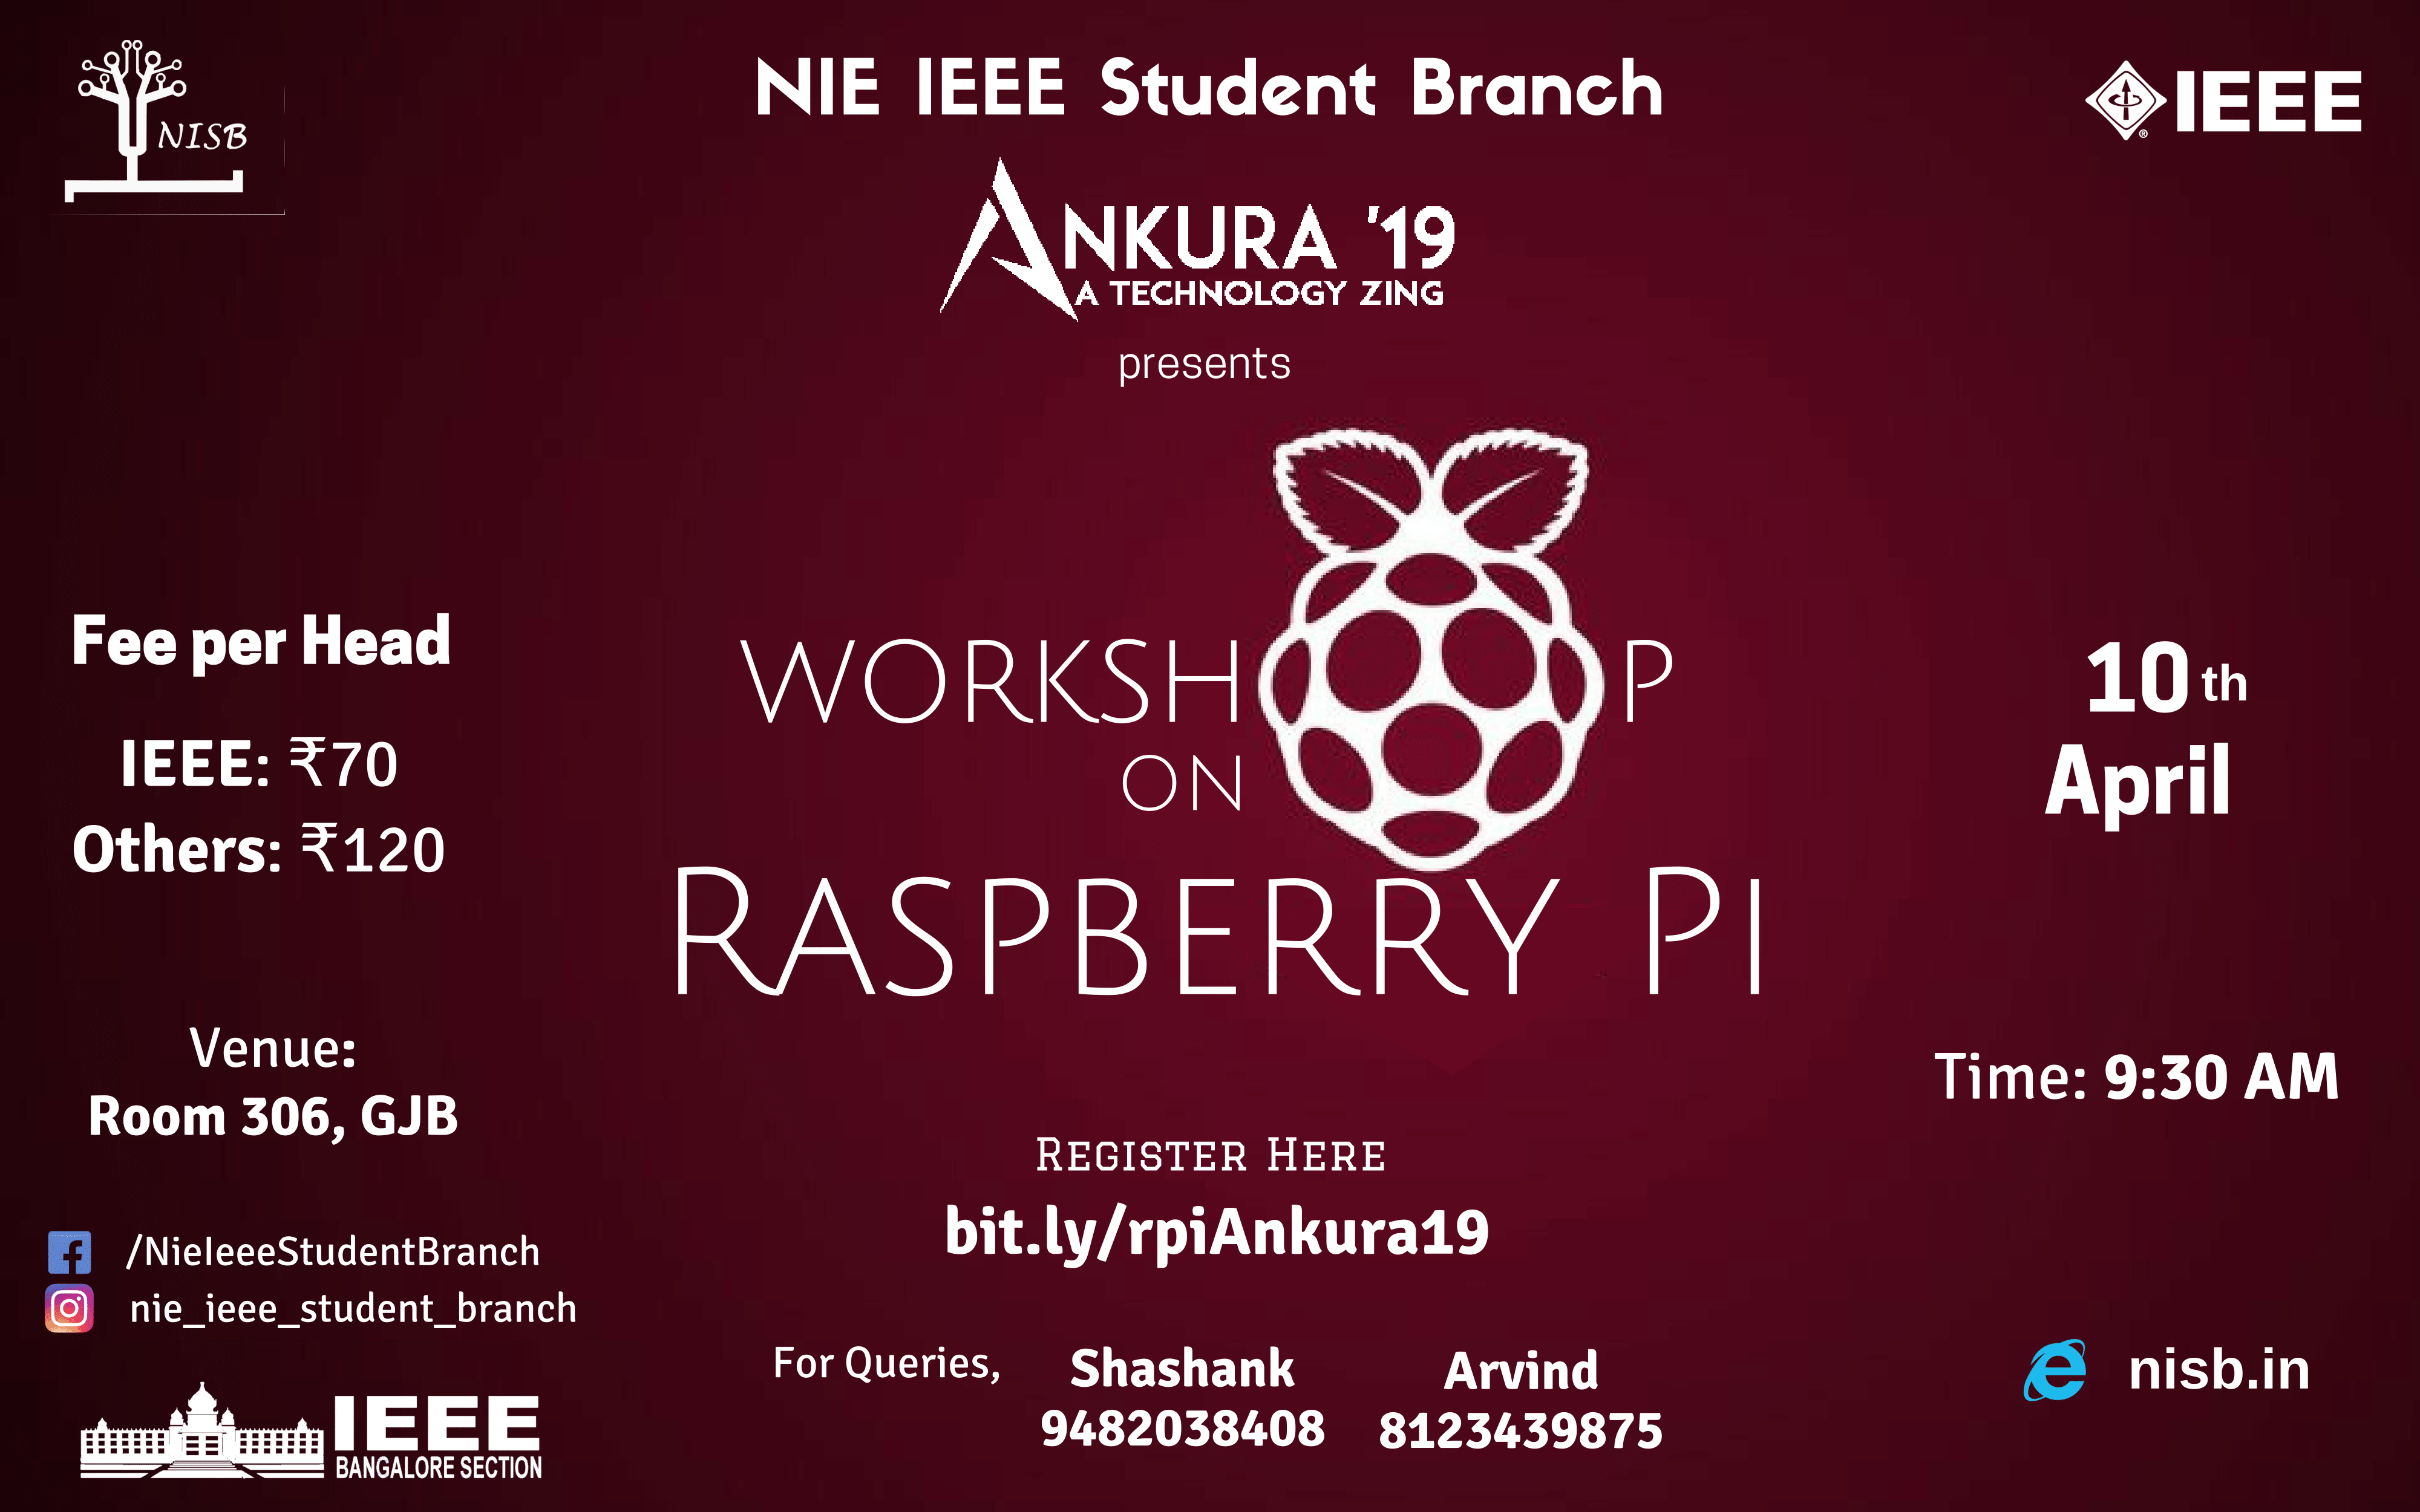 NISB
NIE IEEE Student Branch
IEEE
ANKURA '19
A TECHNOLOGY ZING
presents
WORKSHOP
ON
RASPBERRY PI
Fee per Head
IEEE: ₹70
Others: ₹120
10 th
April
Venue:
Room 306, GJB
Time: 9:30 AM
REGISTER HERE
bit.ly/rpiAnkura19
/NieIeeeStudentBranch
nie_ieee_student_branch
For Queries,
Shashank
9482038408
Arvind
8123439875
nisb.in
IEEE
BANGALORE SECTION